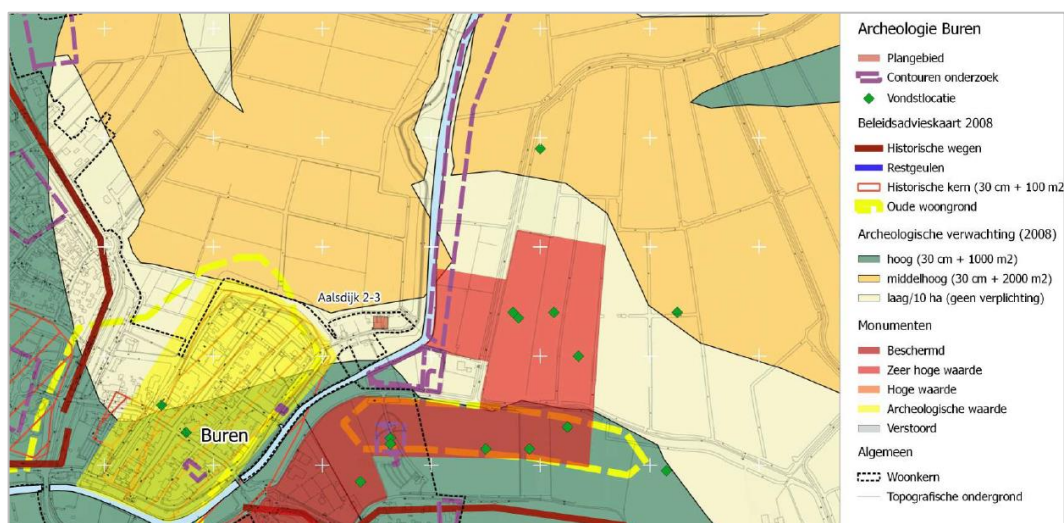 Aalsdijk 2-3
Buren
Archeologie Buren
Plangebied
Contouren onderzoek
Vondstlocatie
Beleidsadvieskaart 2008
Historische wegen
Restgeulen
Historische kern (30 cm + 100 m2
Oude woongrond
Archeologische verwachting (2008)
hoog (30 cm + 1000 m2)
middelhoog (30 cm + 2000 m2)
laag/10 ha (geen verplichting)
Monumenten
Beschermd
Zeer hoge waarde
Hoge waarde
Archeologische waarde
Verstoord
Algemeen
Woonkern
Topografische ondergrond